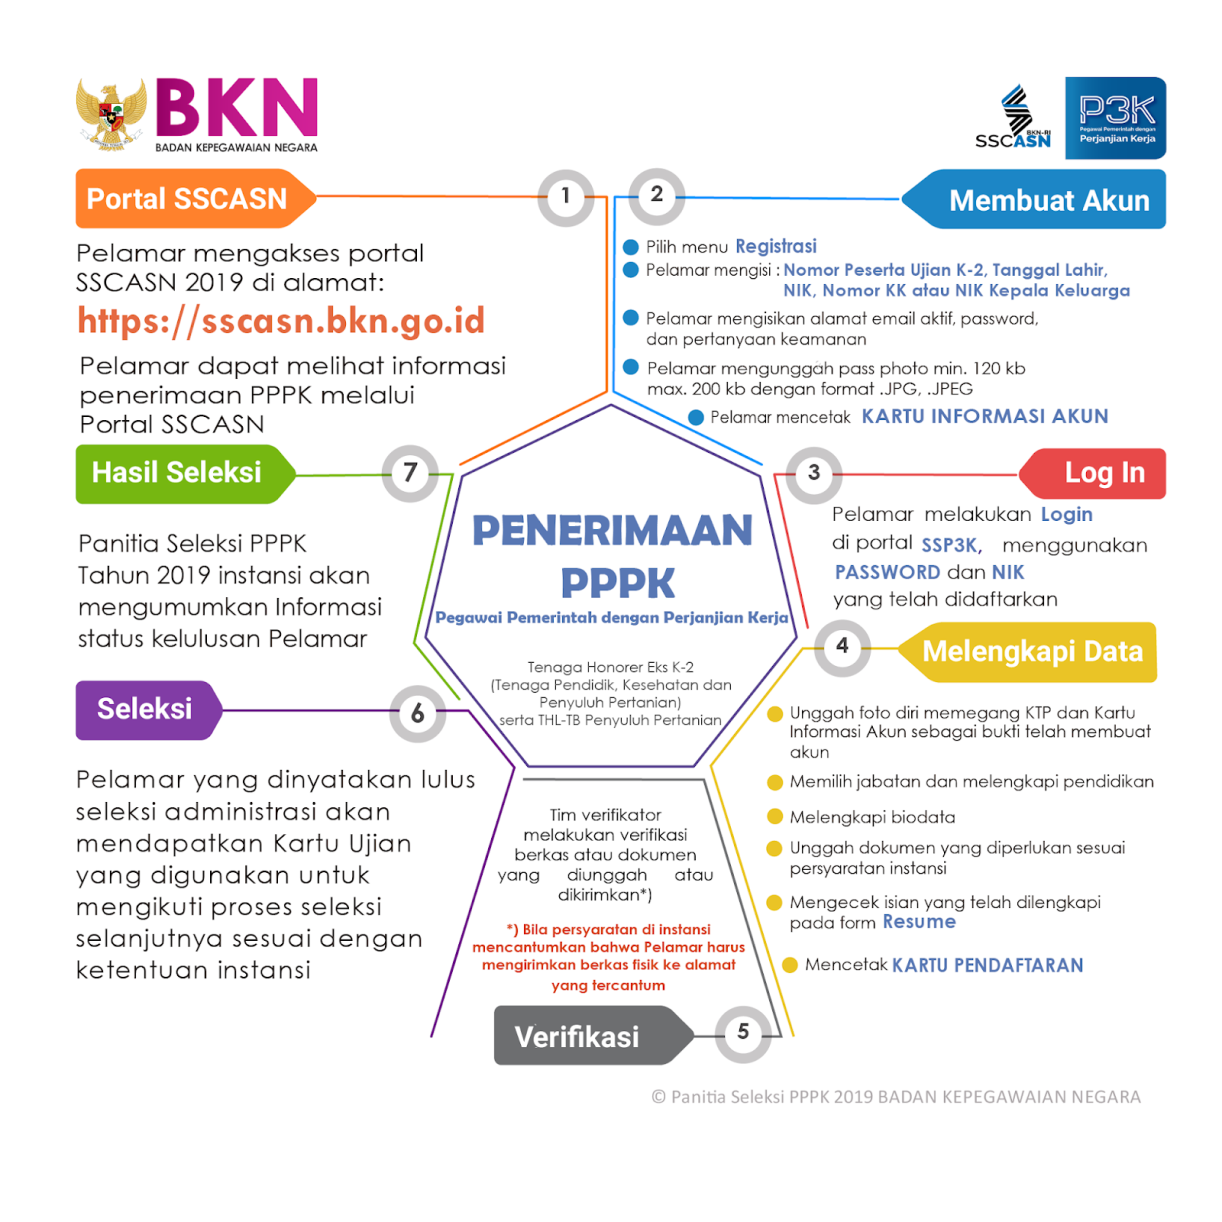 BKN
BADAN KEPEGAWAIAN NEGARA
BKN-RI
SSCASN
P3K
Pegawai Pemerintah dengan
Perjanjian Kerja
Portal SSCASN
1
Pelamar mengakses portal
SSCASN 2019 di alamat:
https://sscasn.bkn.go.id
Pelamar dapat melihat informasi
penerimaan PPPK melalui
Portal SSCASN
2
Membuat Akun
Pilih menu Registrasi
Pelamar mengisi : Nomor Peserta Ujian K-2, Tanggal Lahir,
NIK, Nomor KK atau NIK Kepala Keluarga
Pelamar mengisikan alamat email aktif, password,
dan pertanyaan keamanan
Pelamar mengunggah pass photo min. 120 kb
max. 200 kb dengan format .JPG, .JPEG
Pelamar mencetak KARTU INFORMASI AKUN
3
Log In
Pelamar melakukan Login
di portal SSP3K, menggunakan
PASSWORD dan NIK
yang telah didaftarkan
PENERIMAAN
PPPK
Pegawai Pemerintah dengan Perjanjian Kerja
Tenaga Honorer Eks K-2
(Tenaga Pendidik, Kesehatan dan
Penyuluh Pertanian)
serta THL-TB Penyuluh Pertanian
4
Melengkapi Data
Unggah foto diri memegang KTP dan Kartu
Informasi Akun sebagai bukti telah membuat
akun
Memilih jabatan dan melengkapi pendidikan
Melengkapi biodata
Unggah dokumen yang diperlukan sesuai
persyaratan instansi
Mengecek isian yang telah dilengkapi
pada form Resume
Mencetak KARTU PENDAFTARAN
Tim verifikator
melakukan verifikasi
berkas atau dokumen
yang diunggah atau
dikirimkan*)
*) Bila persyaratan di instansi
mencantumkan bahwa Pelamar harus
mengirimkan berkas fisik ke alamat
yang tercantum
Verifikasi
5
Seleksi
6
Pelamar yang dinyatakan lulus
seleksi administrasi akan
mendapatkan Kartu Ujian
yang digunakan untuk
mengikuti proses seleksi
selanjutnya sesuai dengan
ketentuan instansi
Hasil Seleksi
7
Panitia Seleksi PPPK
Tahun 2019 instansi akan
mengumumkan Informasi
status kelulusan Pelamar
© Panitia Seleksi PPPK 2019 BADAN KEPEGAWAIAN NEGARA